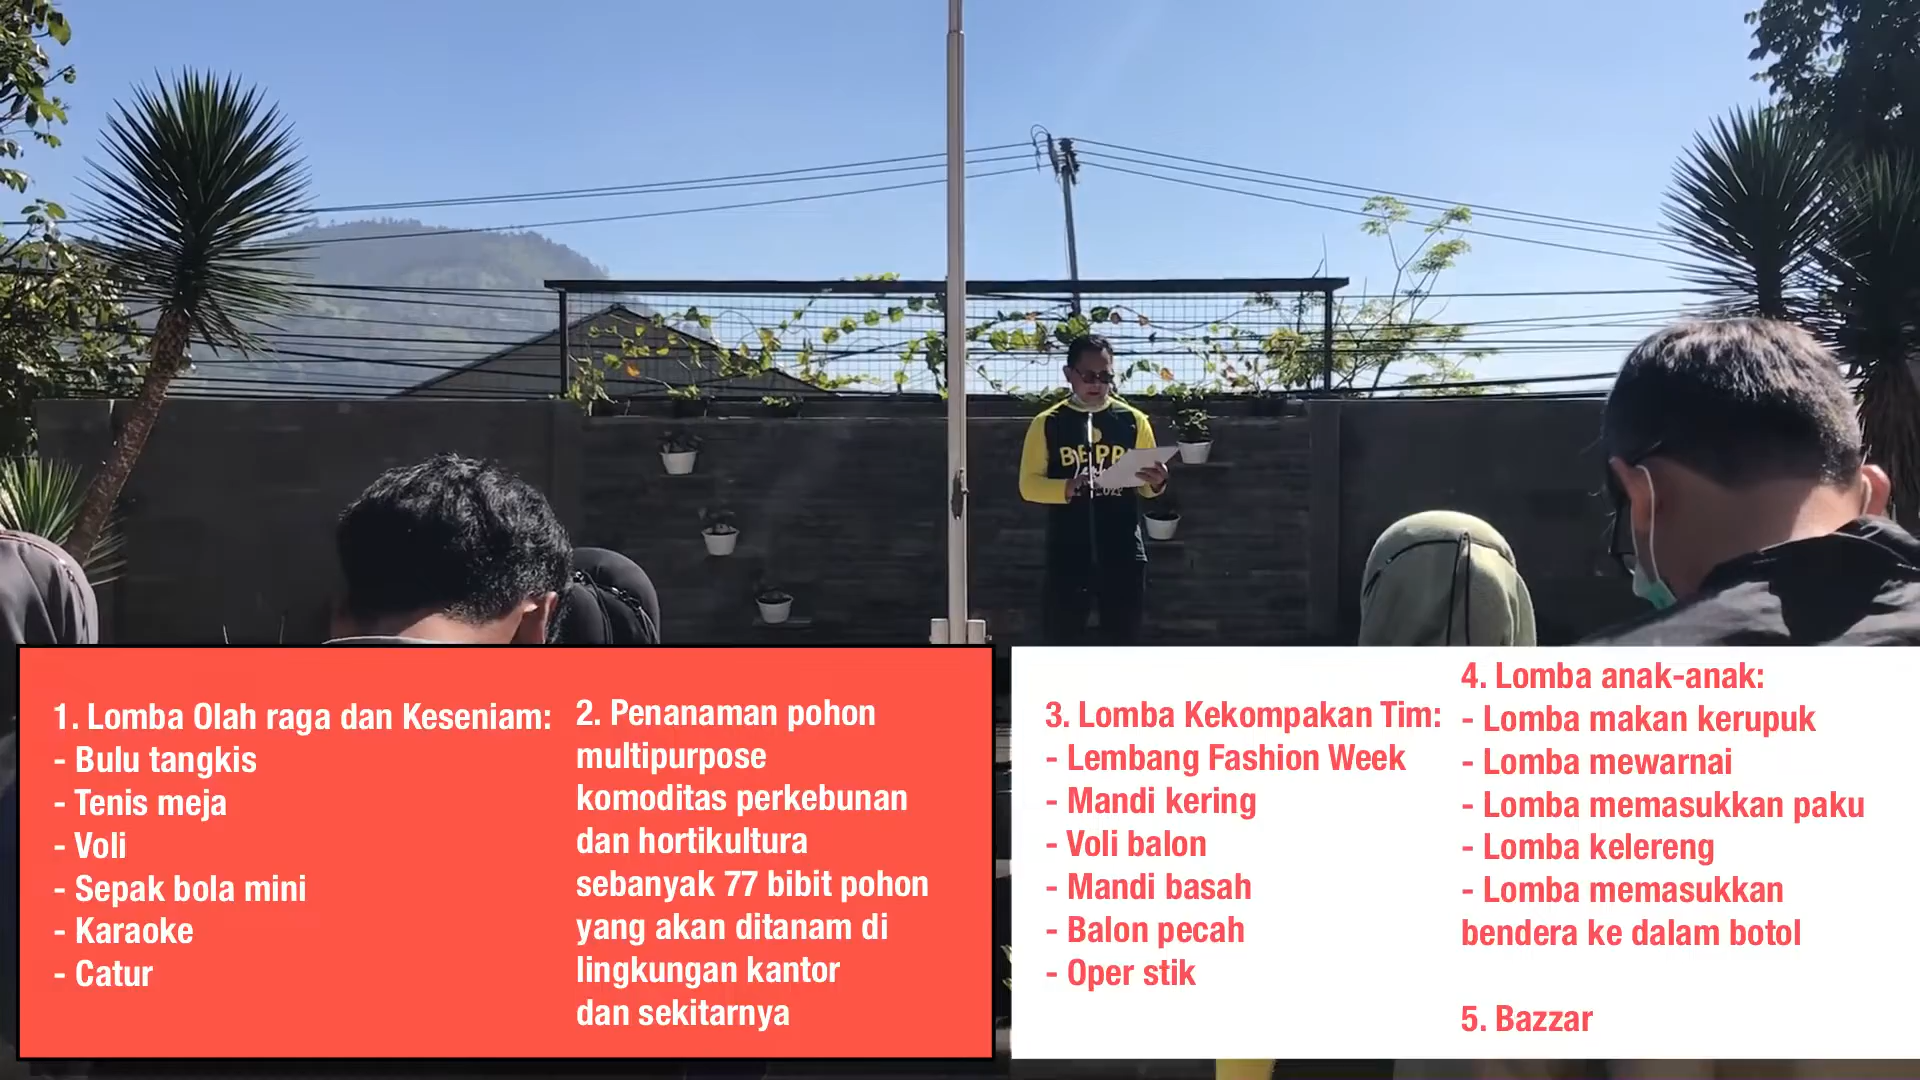 BBPP
1. Lomba Olah raga dan Keseniam:
- Bulu tangkis
- Tenis meja
- Voli
- Sepak bola mini
- Karaoke
- Catur
2. Penanaman pohon
multipurpose
komoditas perkebunan
dan hortikultura
sebanyak 77 bibit pohon
yang akan ditanam di
lingkungan kantor
dan sekitarnya
3. Lomba Kekompakan Tim:
- Lembang Fashion Week
- Mandi kering
- Voli balon
- Mandi basah
- Balon pecah
- Oper stik
4. Lomba anak-anak:
- Lomba makan kerupuk
- Lomba mewarnai
- Lomba memasukkan paku
- Lomba kelereng
- Lomba memasukkan
bendera ke dalam botol
5. Bazzar